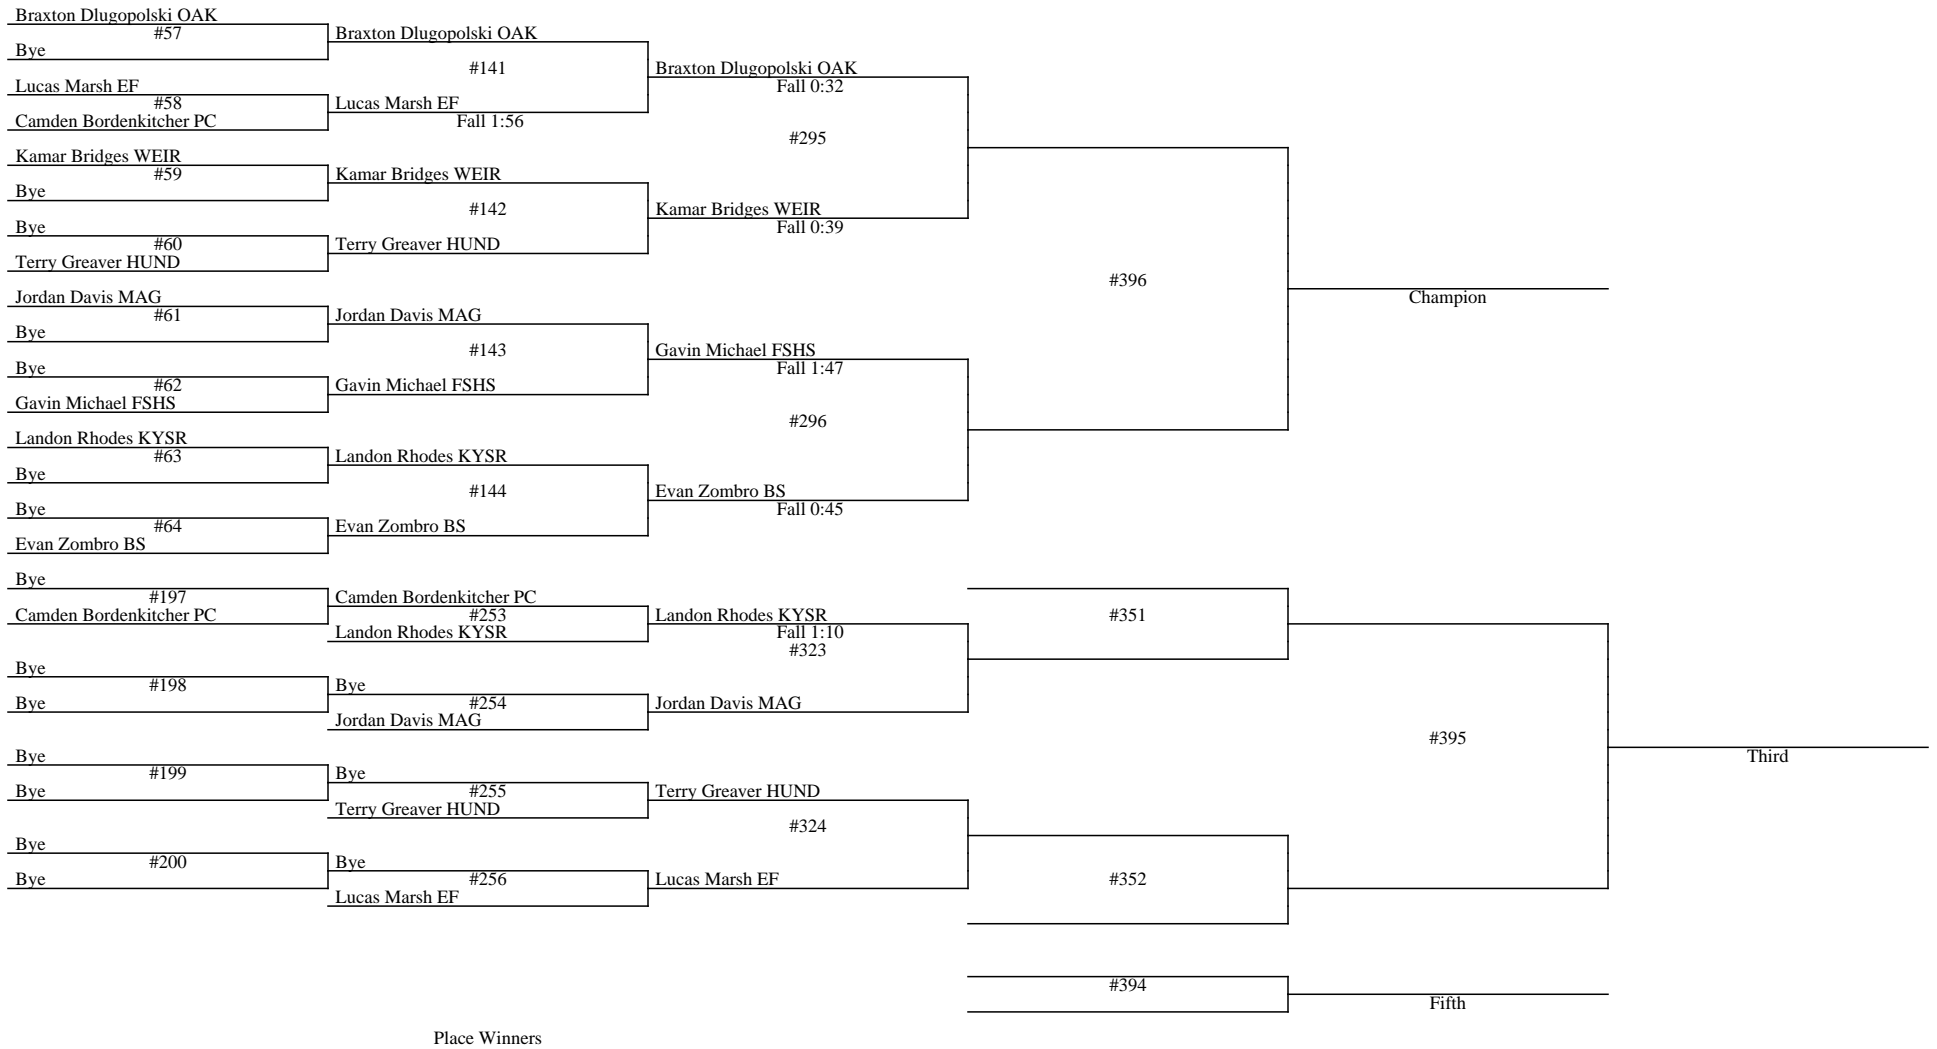 Braxton Dlugopolski OAK
#57
Bye
Lucas Marsh EF
#58
Camden Bordenkitcher PC
Kamar Bridges WEIR
#59
Bye
Bye
#60
Terry Greaver HUND
Jordan Davis MAG
#61
Bye
Bye
#62
Gavin Michael FSHS
Landon Rhodes KYSR
#63
Bye
Bye
#64
Evan Zombro BS
Bye
#197
Camden Bordenkitcher PC
Bye
#198
Bye
Bye
#199
Bye
Bye
#200
Bye
Braxton Dlugopolski OAK
#141
Lucas Marsh EF
Fall 1:56
Kamar Bridges WEIR
#142
Terry Greaver HUND
Jordan Davis MAG
#143
Gavin Michael FSHS
Landon Rhodes KYSR
#144
Evan Zombro BS
Camden Bordenkitcher PC
#253
Landon Rhodes KYSR
Bye
#254
Jordan Davis MAG
Bye
#255
Terry Greaver HUND
Bye
#256
Lucas Marsh EF
Braxton Dlugopolski OAK
Fall 0:32
#295
Kamar Bridges WEIR
Fall 0:39
Gavin Michael FSHS
Fall 1:47
#296
Evan Zombro BS
Fall 0:45
Landon Rhodes KYSR
Fall 1:10
#323
Jordan Davis MAG
Terry Greaver HUND
#324
Lucas Marsh EF
#396
#351
#352
#394
Champion
#395
Fifth
Third
Place Winners